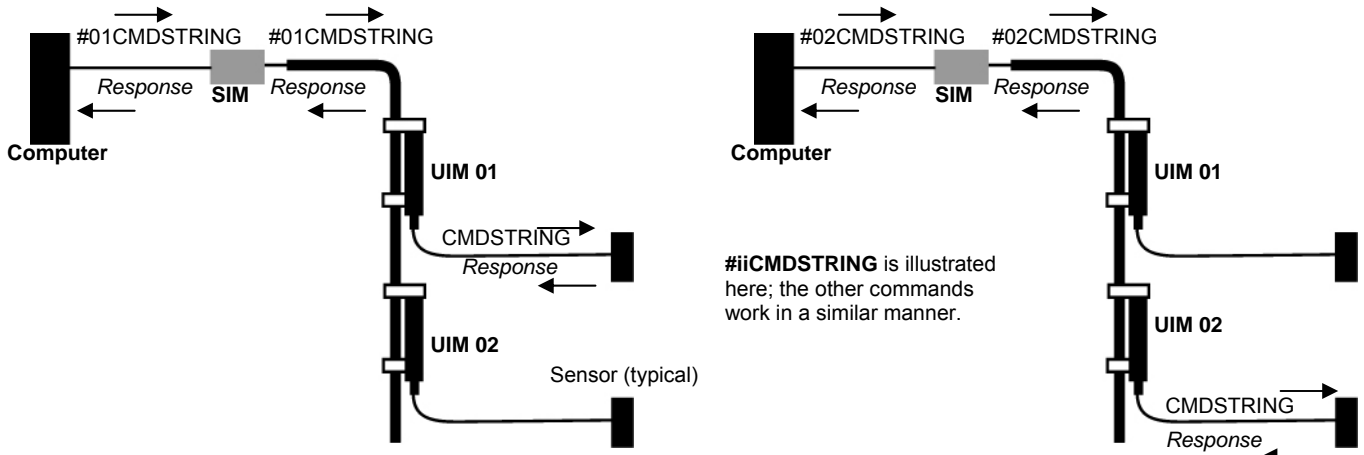 #01CMDSTRING #01CMDSTRING
Response Response
SIM
Computer
UIM 01
CMDSTRING
Response
UIM 02
Sensor (typical)
#02CMDSTRING #02CMDSTRING
Response Response
SIM
Computer
UIM 01
#iiCMDSTRING is illustrated
here; the other commands
work in a similar manner.
UIM 02
CMDSTRING
Response